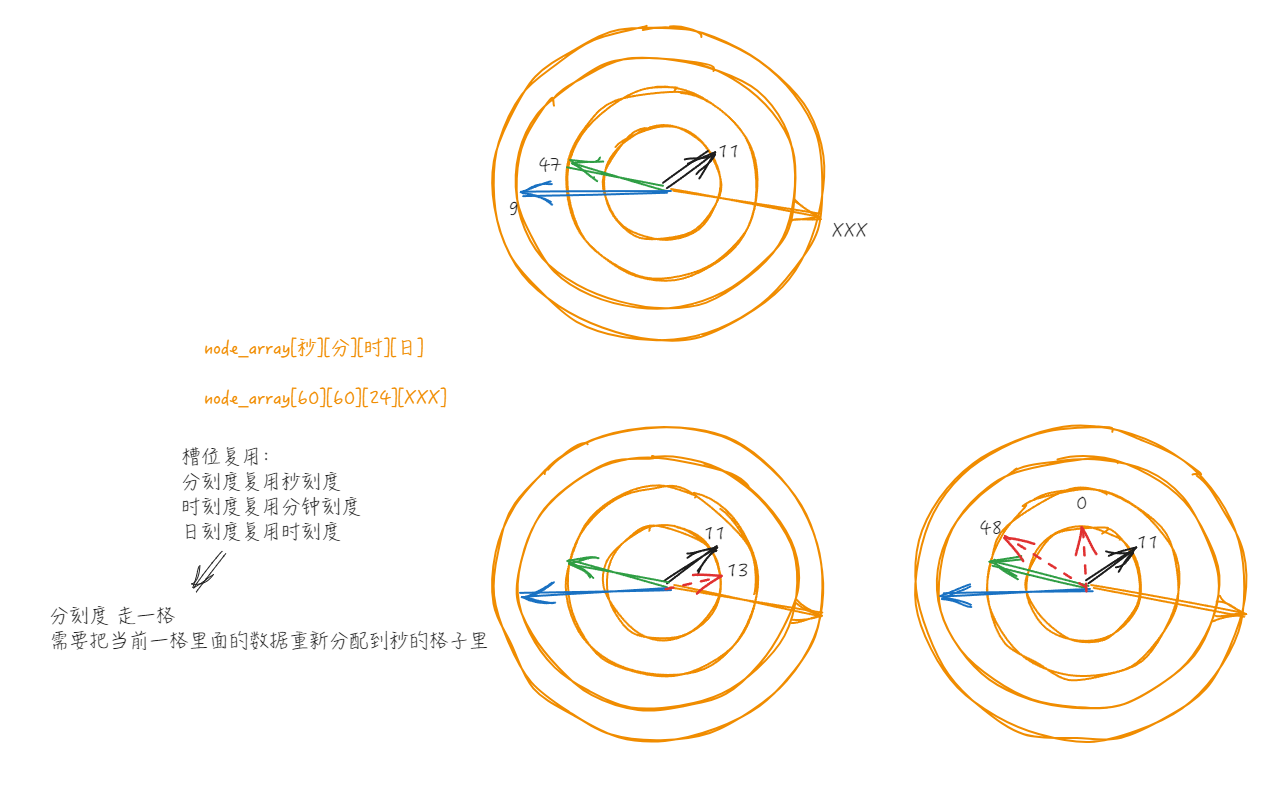 11
47
9
XXX
node_array[秒][分][时][日]
node_array[60][60][24][XXX]
槽位复用：
分刻度复用秒刻度
时刻度复用分钟刻度
日刻度复用时刻度
分刻度 走一格
需要把当前一格里面的数据重新分配到秒的格子里
11
13
0
48
11